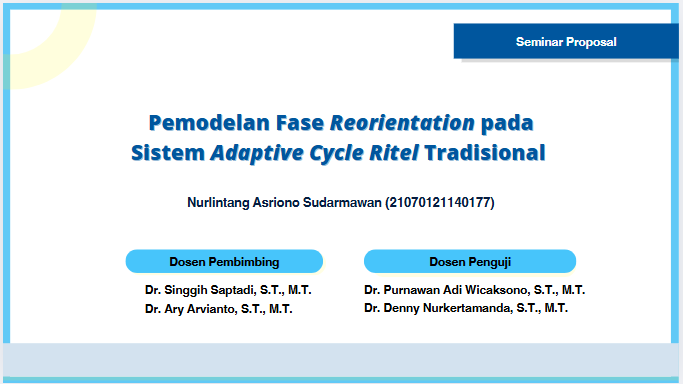 Seminar Proposal
Pemodelan Fase Reorientation pada
Sistem Adaptive Cycle Ritel Tradisional
Nurlintang Asriono Sudarmawan (21070121140177)
Dosen Pembimbing
Dr. Singgih Saptadi, S.T., M.T.
Dr. Ary Arvianto, S.T., M.T.
Dosen Penguji
Dr. Purnawan Adi Wicaksono, S.T., M.T.
Dr. Denny Nurkertamanda, S.T., M.T.